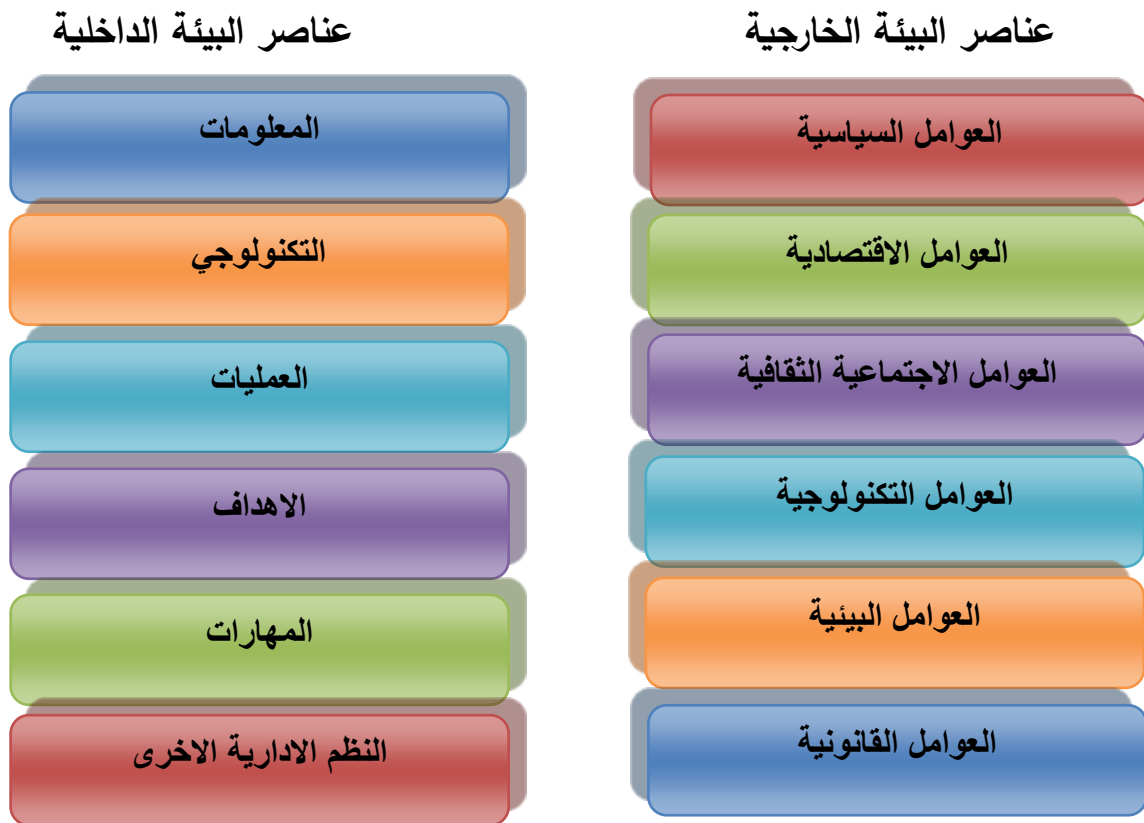 عناصر البيئة الخارجية
العوامل السياسية
العوامل الاقتصادية
العوامل الاجتماعية الثقافية
العوامل التكنولوجية
العوامل البيئية
العوامل القانونية
عناصر البيئة الداخلية
المعلومات
التكنولوجي
العمليات
الاهداف
المهارات
النظم الادارية الاخرى